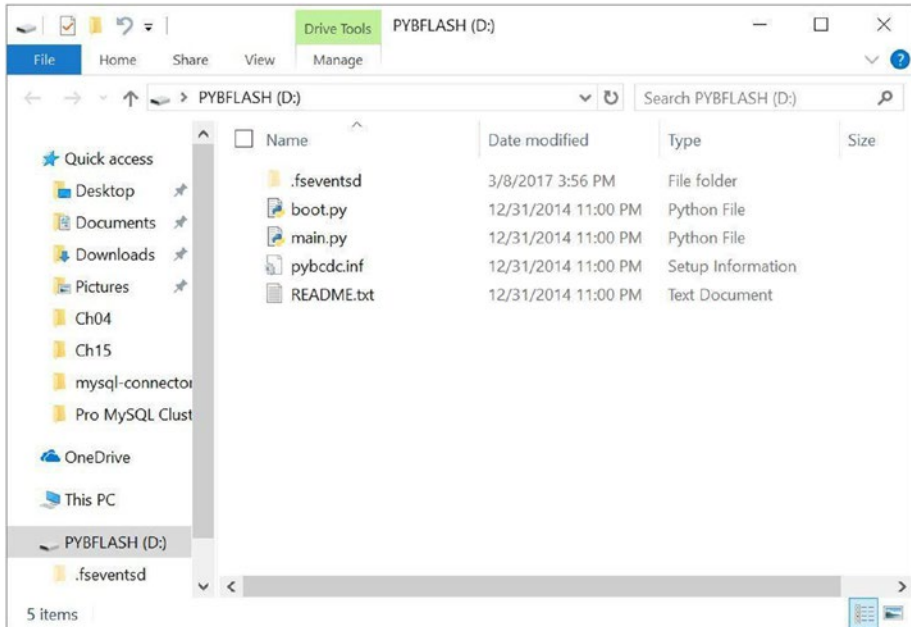 Drive Tools PYBFLASH (D:)
File Home Share View Manage
PYBFLASH (D:) Search PYBFLASH (D:)
Quick access
Desktop
Documents
Downloads
Pictures
Ch04
Ch15
mysql-connector
Pro MySQL Clust
OneDrive
This PC
PYBFLASH (D:)
.fseventsd
Name Date modified Type Size
.fseventsd 3/8/2017 3:56 PM File folder
boot.py 12/31/2014 11:00 PM Python File
main.py 12/31/2014 11:00 PM Python File
pybcdc.inf 12/31/2014 11:00 PM Setup Information
README.txt 12/31/2014 11:00 PM Text Document
5 items